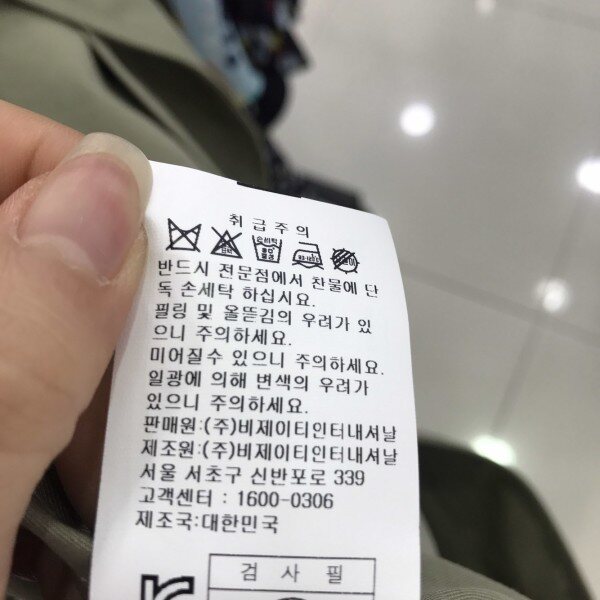 취급주의
반드시 전문점에서 찬물에 단
독 손세탁 하십시요.
필링 및 올뜯김의 우려가 있
으니 주의하세요.
미어질수 있으니 주의하세요.
일광에 의해 변색의 우려가
있으니 주의하세요.
판매원:(주)비제이티인터내셔날
제조원:(주)비제이티인터내셔날
서울 서초구 신반포로 339
고객센터 : 1600-0306
제조국:대한민국
검 사 필